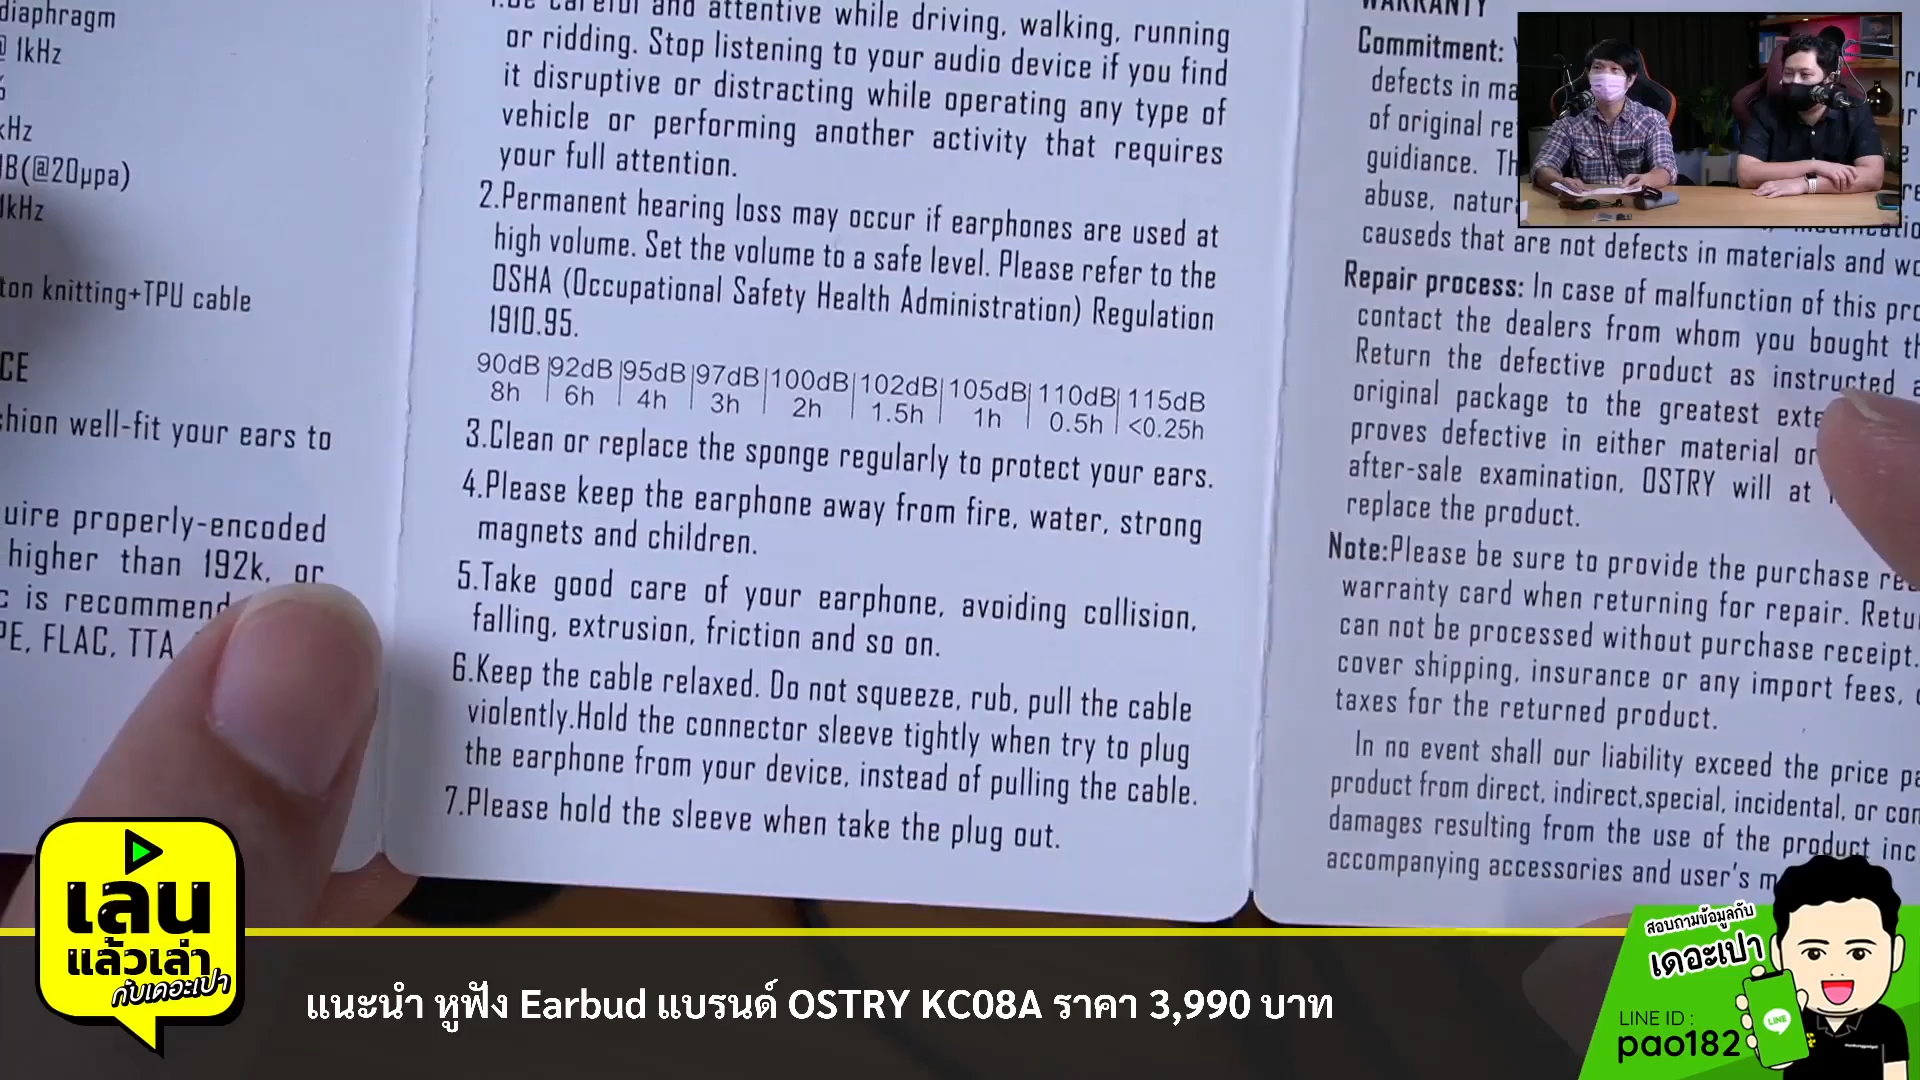 diaphragm
@ 1kHz
kHz
dB(@20µpa)
1kHz
ton knitting+TPU cable
CE
hion well-fit your ears to
uire properly-encoded
higher than 192k, or
c is recommend
PE, FLAC, TTA
1.Be careful and attentive while driving, walking, running
or ridding. Stop listening to your audio device if you find
it disruptive or distracting while operating any type of
vehicle or performing another activity that requires
your full attention.
2.Permanent hearing loss may occur if earphones are used at
high volume. Set the volume to a safe level. Please refer to the
OSHA (Occupational Safety Health Administration) Regulation
1910.95.
90dB 92dB 95dB 97dB 100dB 102dB 105dB 110dB 115dB
8h 6h 4h 3h 2h 1.5h 1h 0.5h <0.25h
3.Clean or replace the sponge regularly to protect your ears.
4.Please keep the earphone away from fire, water, strong
magnets and children.
5.Take good care of your earphone, avoiding collision,
falling, extrusion, friction and so on.
6.Keep the cable relaxed. Do not squeeze, rub, pull the cable
violently.Hold the connector sleeve tightly when try to plug
the earphone from your device, instead of pulling the cable.
7.Please hold the sleeve when take the plug out.
WARRANTY
Commitment:
defects in ma
of original re
guidiance. Th
abuse, natur
causeds that are not defects in materials and wo
Repair process: In case of malfunction of this pro
contact the dealers from whom you bought th
Return the defective product as instructed a
original package to the greatest exte
proves defective in either material or
after-sale examination, OSTRY will at
replace the product.
Note:Please be sure to provide the purchase re
warranty card when returning for repair. Retu
can not be processed without purchase receipt.
cover shipping, insurance or any import fees,
taxes for the returned product.
In no event shall our liability exceed the price pa
product from direct, indirect,special, incidental, or con
damages resulting from the use of the product inc
accompanying accessories and user's m
เล่น
แล้วเล่า
กับเดอะเปา
แนะนำ หูฟัง Earbud แบรนด์ OSTRY KC08A ราคา 3,990 บาท
สอบถามข้อมูลกับ
เดอะเปา
LINE ID :
pao182
LINE